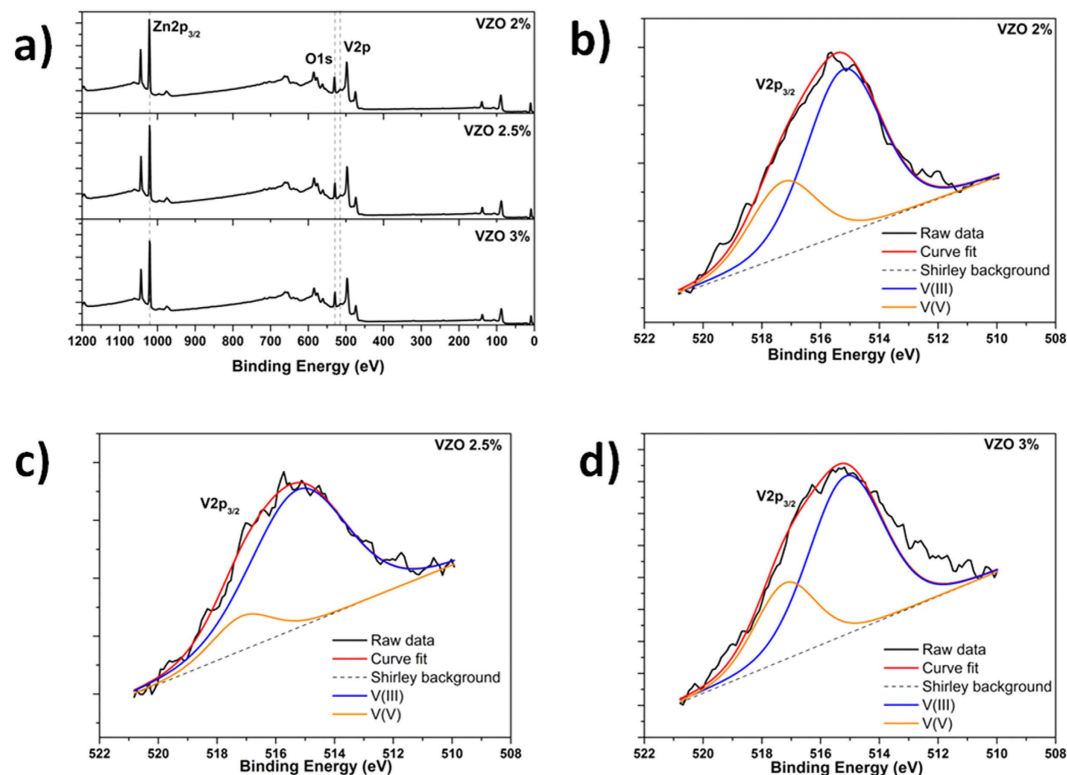 a)
VZO 2%
Zn2p3/2
O1s
V2p
VZO 2.5%
VZO 3%
1200 1100 1000 900 800 700 600 500 400 300 200 100 0
Binding Energy (eV)
b)
VZO 2%
V2p3/2
Raw data
Curve fit
Shirley background
V(III)
V(V)
522 520 518 516 514 512 510 508
Binding Energy (eV)
c)
VZO 2.5%
V2p3/2
Raw data
Curve fit
Shirley background
V(III)
V(V)
522 520 518 516 514 512 510 508
Binding Energy (eV)
d)
VZO 3%
V2p3/2
Raw data
Curve fit
Shirley background
V(III)
V(V)
522 520 518 516 514 512 510 508
Binding Energy (eV)